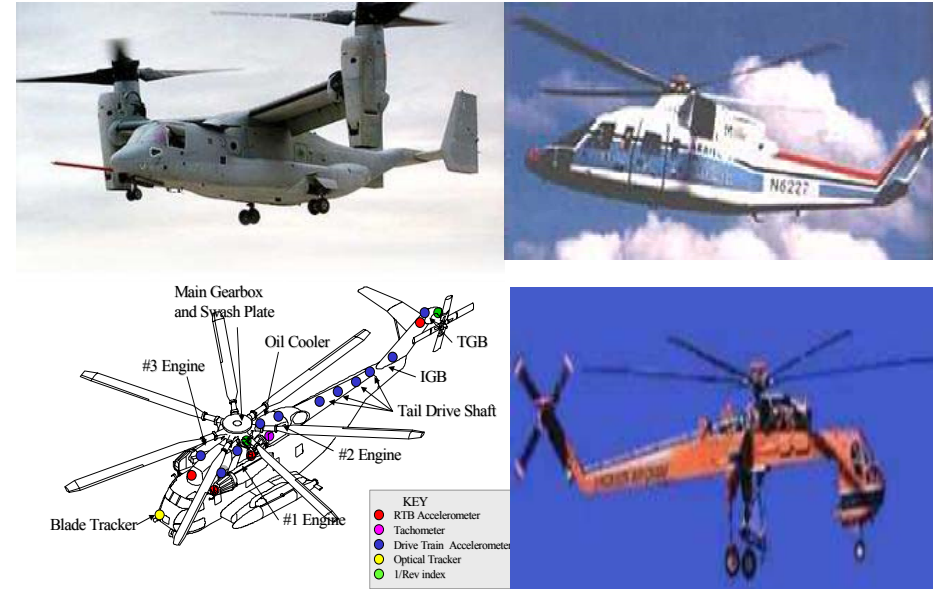 N6227
Main Gearbox
and Swash Plate
Oil Cooler
#3 Engine
TGB
IGB
Tail Drive Shaft
#2 Engine
#1 Engine
Blade Tracker
KEY
RTB Accelerometer
Tachometer
Drive Train Accelerometer
Optical Tracker
1/Rev index